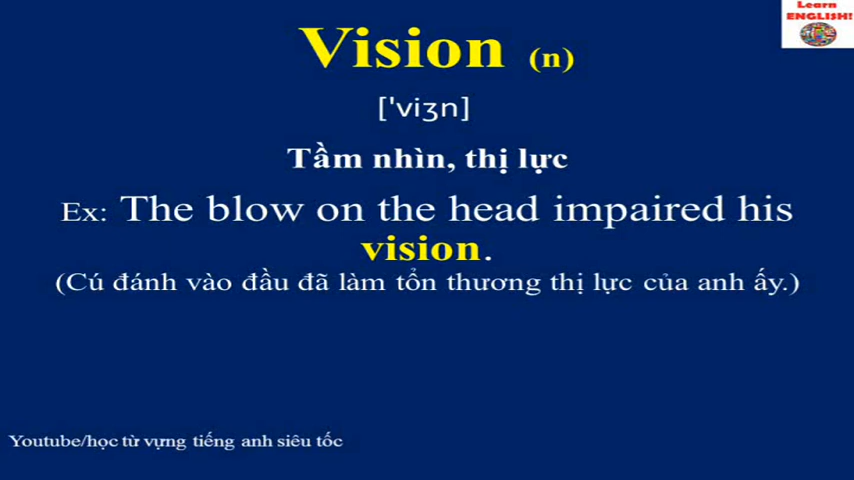 Learn
ENGLISH!
Vision (n)
['viʒn]
Tầm nhìn, thị lực
Ex: The blow on the head impaired his
vision.
(Cú đánh vào đầu đã làm tổn thương thị lực của anh ấy.)
Youtube/học từ vựng tiếng anh siêu tốc